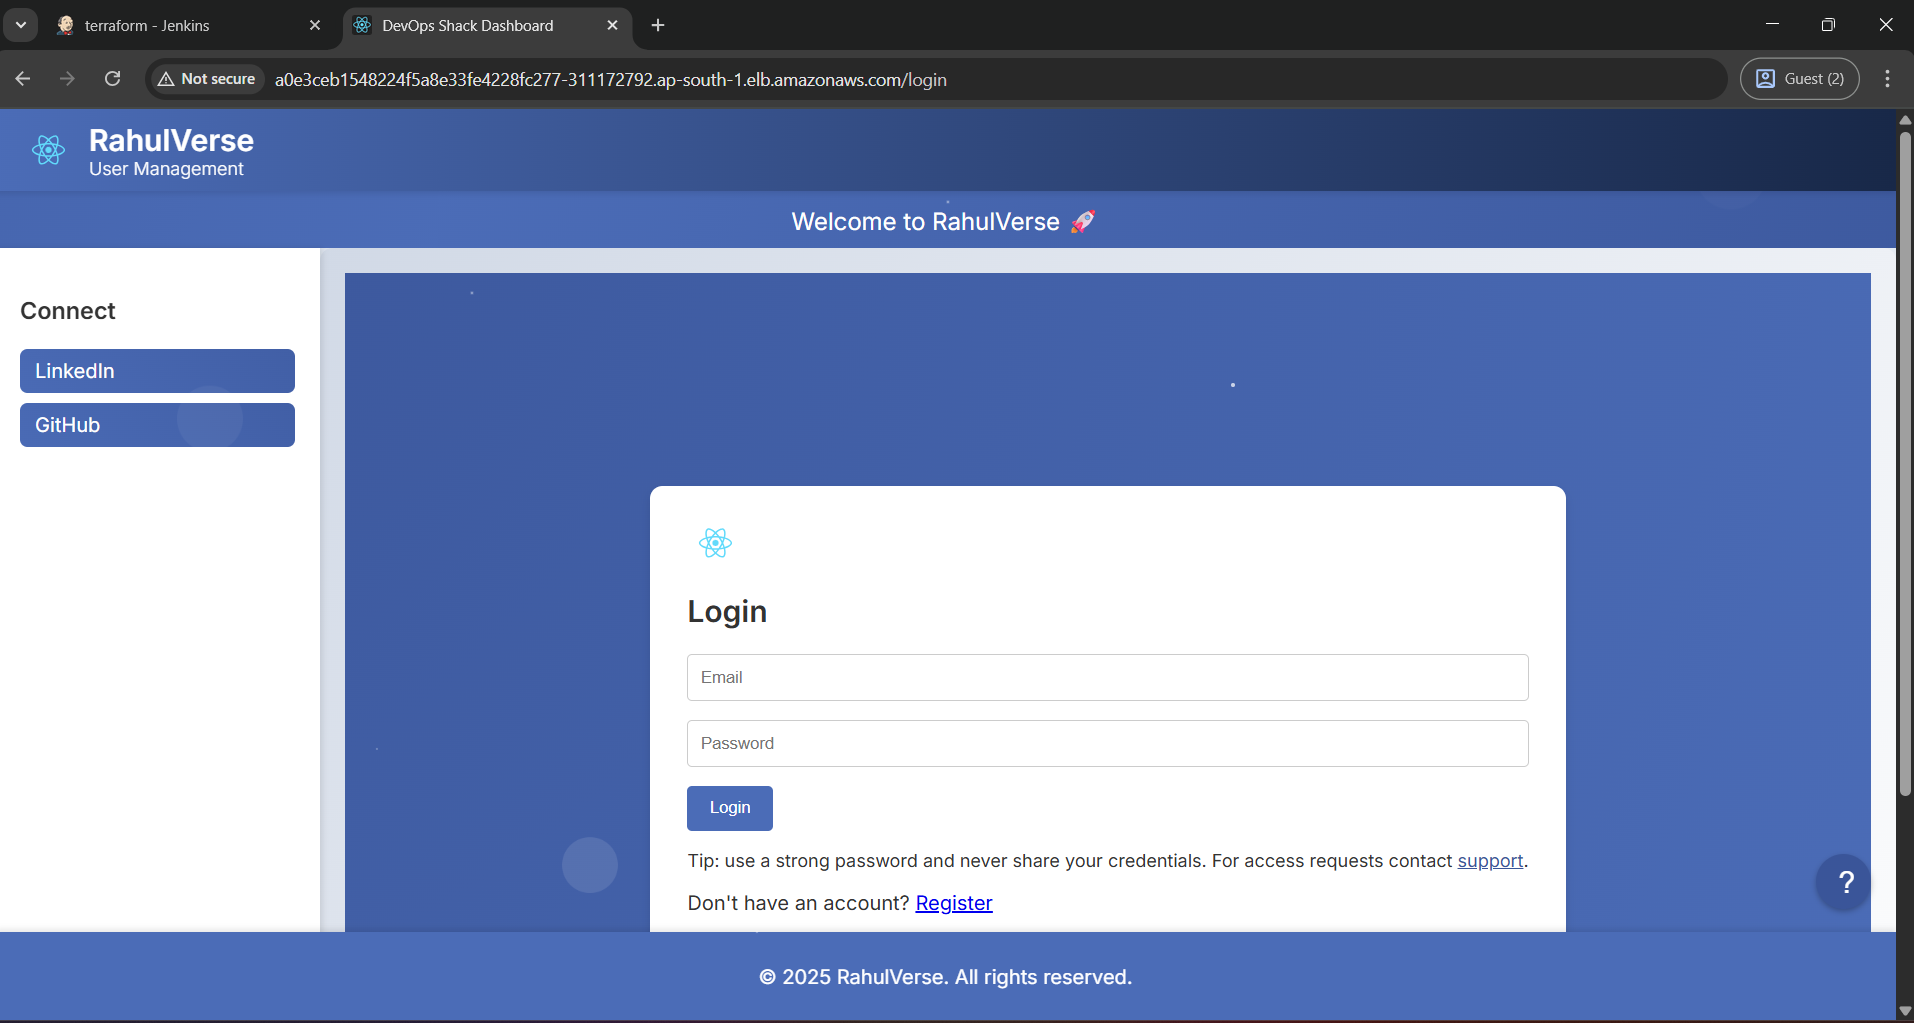 terraform - Jenkins
DevOps Shack Dashboard
Not secure
a0e3ceb1548224f5a8e33fe4228fc277-311172792.ap-south-1.elb.amazonaws.com/login
Guest (2)
RahulVerse
User Management
Welcome to RahulVerse 🚀
Connect
LinkedIn
GitHub
Login
Email
Password
Login
Tip: use a strong password and never share your credentials. For access requests contact support.
Don't have an account? Register
?
© 2025 RahulVerse. All rights reserved.